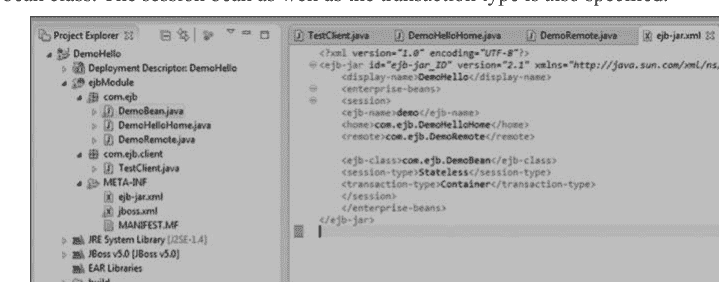 bean class. The session bean as well as the transaction type is also specified.
Project Explorer
DemoHello
Deployment Descriptor: DemoHello
ejbModule
com.ejb
DemoBean.java
DemoHelloHome.java
DemoRemote.java
com.ejb.client
TestClient.java
META-INF
ejb-jar.xml
jboss.xml
MANIFEST.MF
JRE System Library [J2SE-1.4]
JBoss v5.0 [JBoss v5.0]
EAR Libraries
build
TestClient.java DemoHelloHome.java DemoRemote.java ejb-jar.xml
<?xml version="1.0" encoding="UTF-8"?>
<ejb-jar id="ejb-jar_ID" version="2.1" xmlns="http://java.sun.com/xml/ns/
<display-name>DemoHello</display-name>
<enterprise-beans>
<session>
<ejb-name>demo</ejb-name>
<home>com.ejb.DemoHelloHome</home>
<remote>com.ejb.DemoRemote</remote>
<ejb-class>com.ejb.DemoBean</ejb-class>
<session-type>Stateless</session-type>
<transaction-type>Container</transaction-type>
</session>
</enterprise-beans>
</ejb-jar>